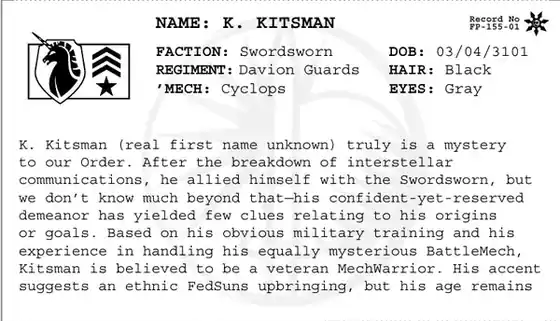 NAME: K. KITSMAN
Record No
FP-155-01
FACTION: Swordsworn DOB: 03/04/3101
REGIMENT: Davion Guards HAIR: Black
’MECH: Cyclops EYES: Gray
K. Kitsman (real first name unknown) truly is a mystery
to our Order. After the breakdown of interstellar
communications, he allied himself with the Swordsworn, but
we don’t know much beyond that—his confident-yet-reserved
demeanor has yielded few clues relating to his origins
or goals. Based on his obvious military training and his
experience in handling his equally mysterious BattleMech,
Kitsman is believed to be a veteran MechWarrior. His accent
suggests an ethnic FedSuns upbringing, but his age remains